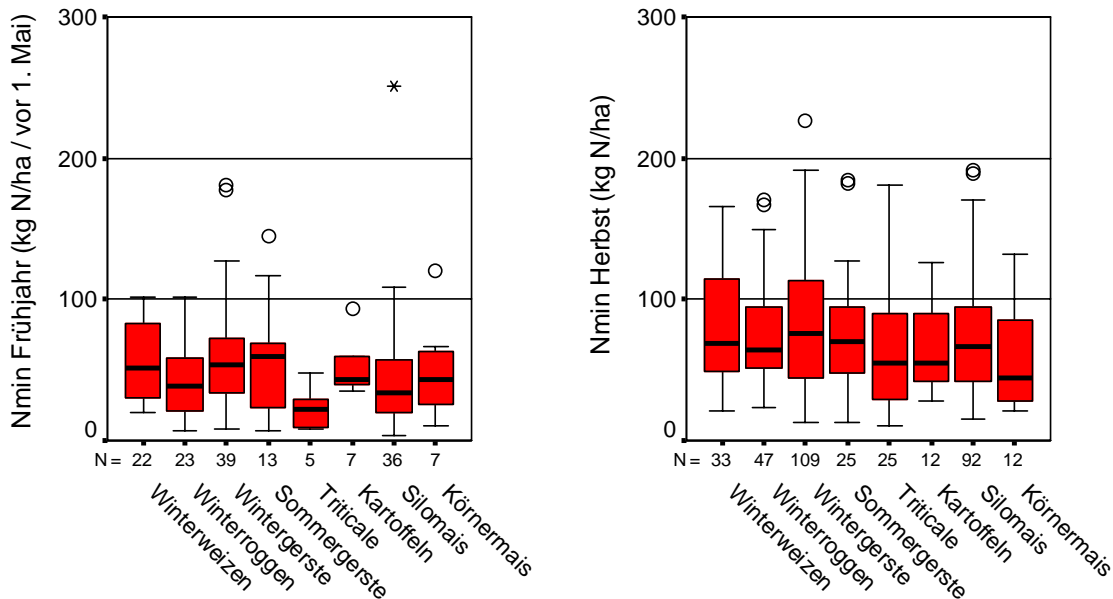 Nmin Frühjahr (kg N/ha / vor 1. Mai)
300
200
100
0
N = 22 23 39 13 5 7 36 7
Winterweizen
Winterroggen
Wintergerste
Sommergerste
Triticale
Kartoffeln
Silomais
Körnermais
Nmin Herbst (kg N/ha)
300
200
100
0
N = 33 47 109 25 25 12 92 12
Winterweizen
Winterroggen
Wintergerste
Sommergerste
Triticale
Kartoffeln
Silomais
Körnermais